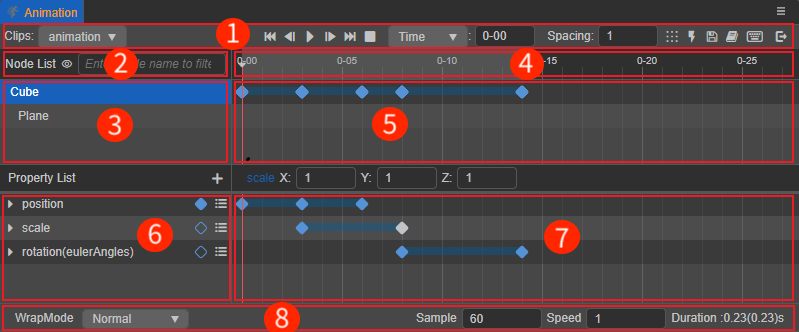 Animation
Clips: animation 1 Time : 0-00 Spacing: 1
Node List 2 Ente de name to filte 0-00 0-05 0-10 4 -15 0-20 0-25
Cube
Plane 3 5
Property List + scale X: 1 Y: 1 Z: 1
position
scale 6 7
rotation(eulerAngles)
WrapMode Normal 8 Sample 60 Speed 1 Duration :0.23(0.23)s